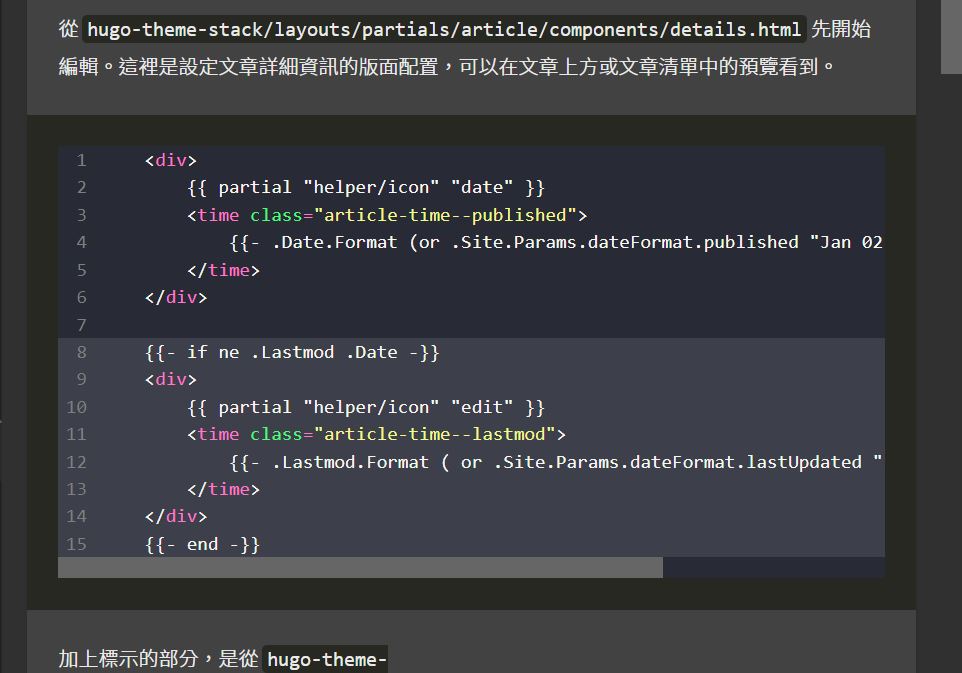 從 hugo-theme-stack/layouts/partials/article/components/details.html 先開始
編輯。這裡是設定文章詳細資訊的版面配置，可以在文章上方或文章清單中的預覽看到。
1 <div>
2 {{ partial "helper/icon" "date" }}
3 <time class="article-time--published">
4 {{- .Date.Format (or .Site.Params.dateFormat.published "Jan 02
5 </time>
6 </div>
7
8 {{- if ne .Lastmod .Date -}}
9 <div>
10 {{ partial "helper/icon" "edit" }}
11 <time class="article-time--lastmod">
12 {{- .Lastmod.Format ( or .Site.Params.dateFormat.lastUpdated "
13 </time>
14 </div>
15 {{- end -}}
加上標示的部分，是從 hugo-theme-